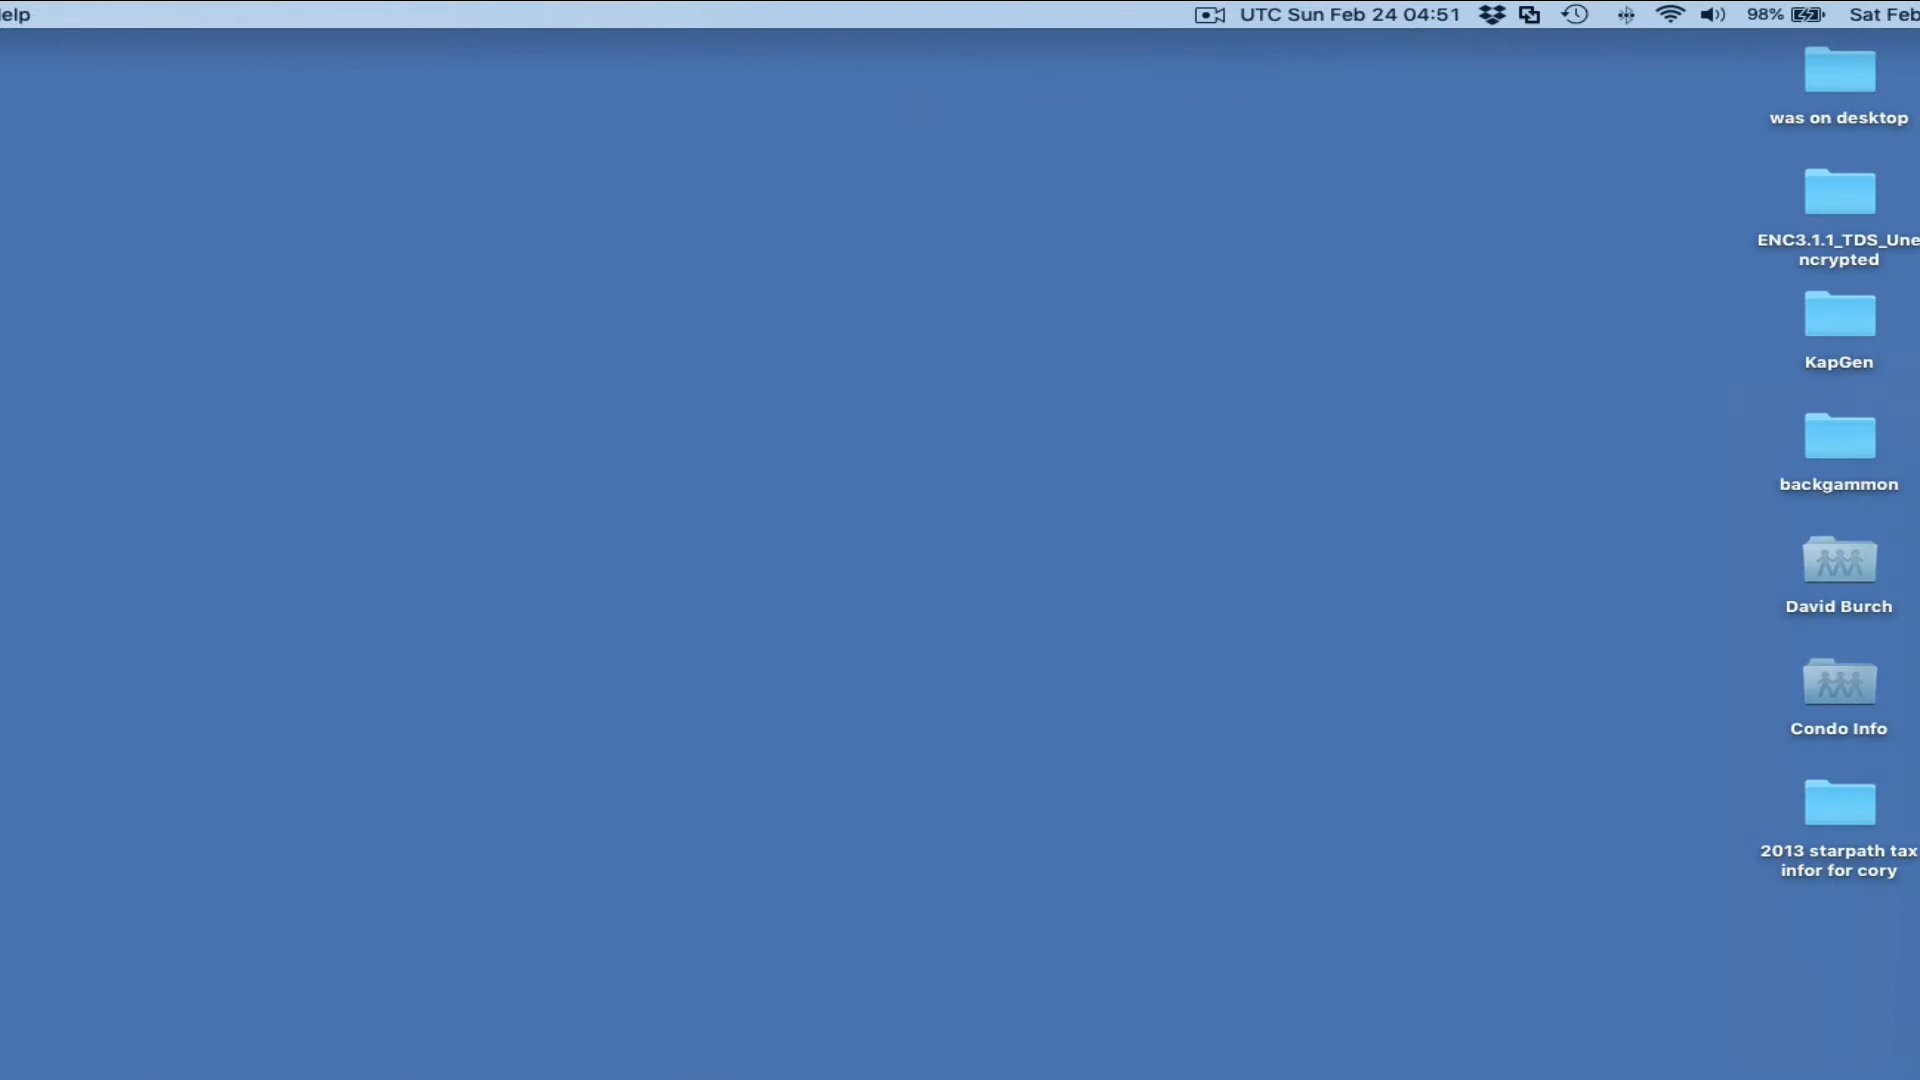 elp
UTC Sun Feb 24 04:51
98%
Sat Feb
was on desktop
ENC3.1.1_TDS_Une
ncrypted
KapGen
backgammon
David Burch
Condo Info
2013 starpath tax
infor for cory